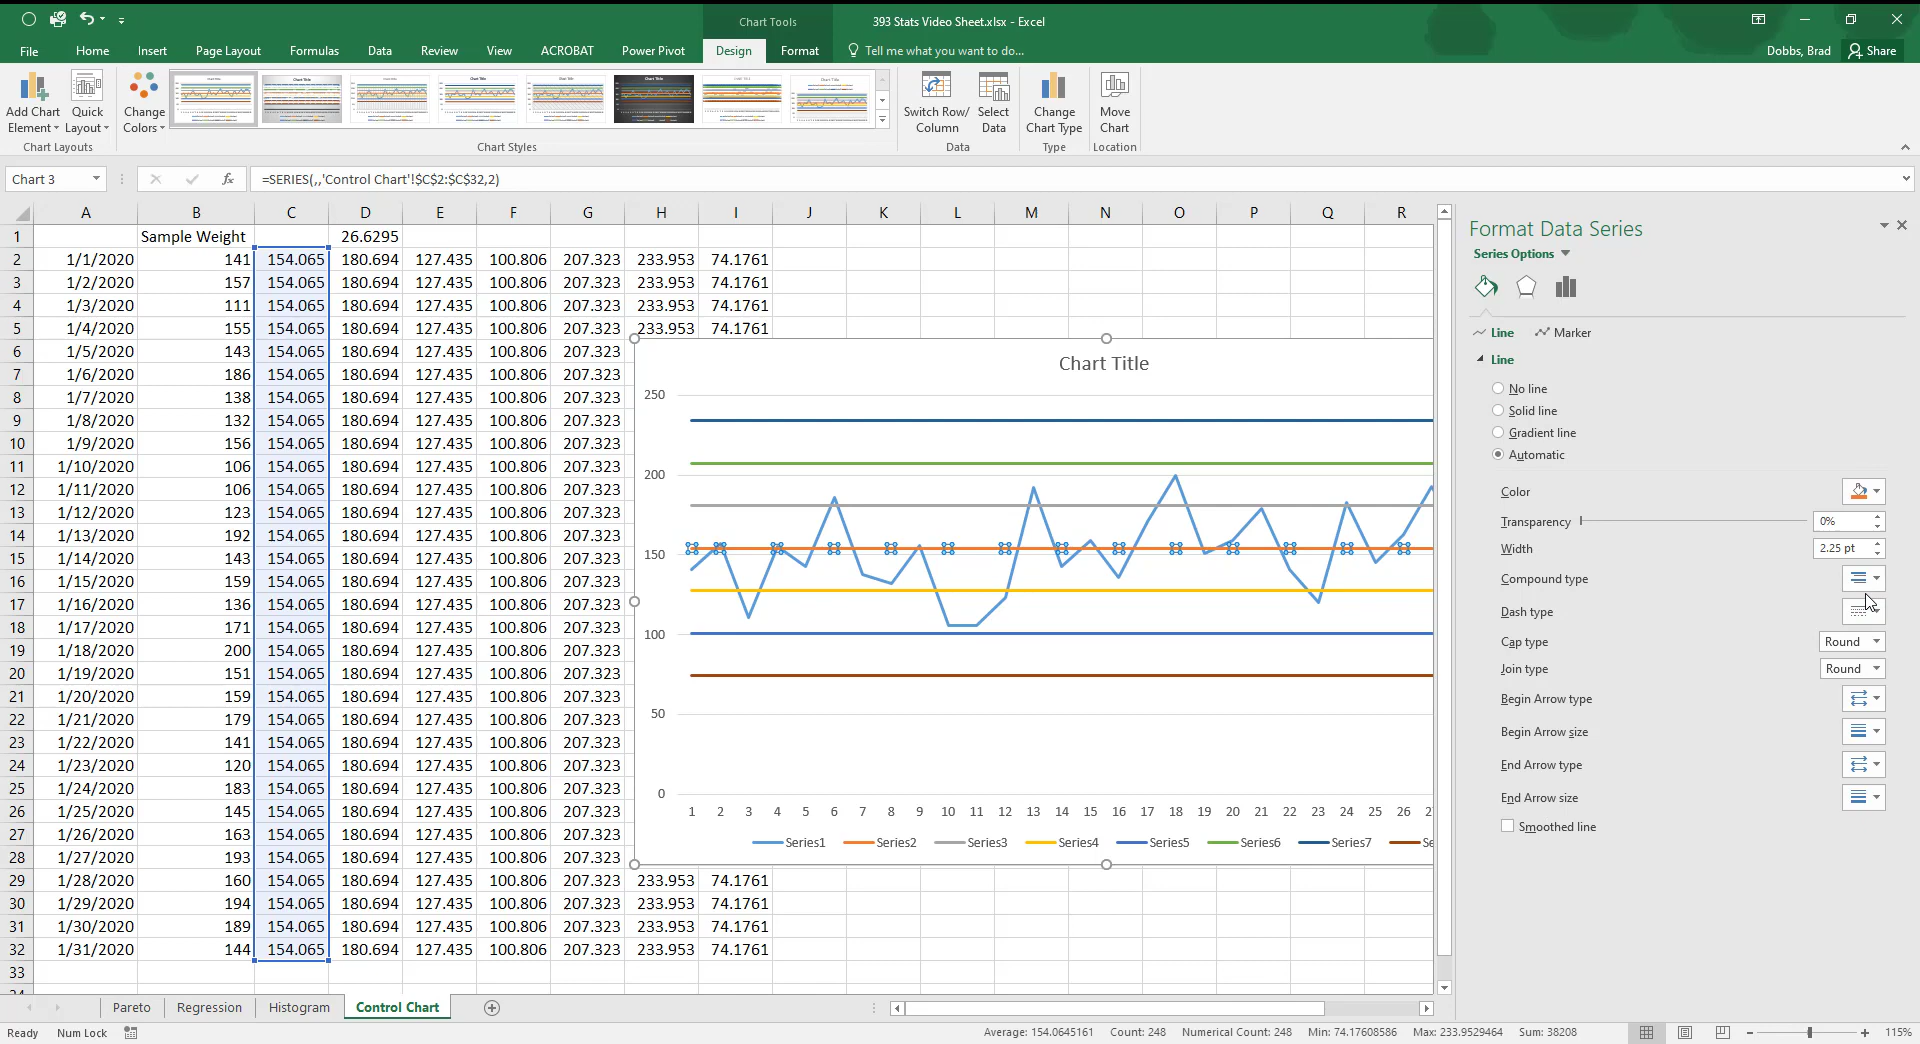 Chart Tools
393 Stats Video Sheet.xlsx - Excel
File Home Insert Page Layout Formulas Data Review View ACROBAT Power Pivot Design Format Tell me what you want to do... Dobbs, Brad Share
Add Chart Element Quick Layout Change Colors Switch Row/ Column Select Data Change Chart Type Move Chart
Chart Layouts Chart Styles Data Type Location
Chart 3 fx =SERIES(,,'Control Chart'!$C$2:$C$32,2)
A B C D E F G H I J K L M N O P Q R
1 Sample Weight 26.6295
2 1/1/2020 141 154.065 180.694 127.435 100.806 207.323 233.953 74.1761
3 1/2/2020 157 154.065 180.694 127.435 100.806 207.323 233.953 74.1761
4 1/3/2020 111 154.065 180.694 127.435 100.806 207.323 233.953 74.1761
5 1/4/2020 155 154.065 180.694 127.435 100.806 207.323 233.953 74.1761
6 1/5/2020 143 154.065 180.694 127.435 100.806 207.323
7 1/6/2020 186 154.065 180.694 127.435 100.806 207.323
8 1/7/2020 138 154.065 180.694 127.435 100.806 207.323
9 1/8/2020 132 154.065 180.694 127.435 100.806 207.323
10 1/9/2020 156 154.065 180.694 127.435 100.806 207.323
11 1/10/2020 106 154.065 180.694 127.435 100.806 207.323
12 1/11/2020 106 154.065 180.694 127.435 100.806 207.323
13 1/12/2020 123 154.065 180.694 127.435 100.806 207.323
14 1/13/2020 192 154.065 180.694 127.435 100.806 207.323
15 1/14/2020 143 154.065 180.694 127.435 100.806 207.323
16 1/15/2020 159 154.065 180.694 127.435 100.806 207.323
17 1/16/2020 136 154.065 180.694 127.435 100.806 207.323
18 1/17/2020 171 154.065 180.694 127.435 100.806 207.323
19 1/18/2020 200 154.065 180.694 127.435 100.806 207.323
20 1/19/2020 151 154.065 180.694 127.435 100.806 207.323
21 1/20/2020 159 154.065 180.694 127.435 100.806 207.323
22 1/21/2020 179 154.065 180.694 127.435 100.806 207.323
23 1/22/2020 141 154.065 180.694 127.435 100.806 207.323
24 1/23/2020 120 154.065 180.694 127.435 100.806 207.323
25 1/24/2020 183 154.065 180.694 127.435 100.806 207.323
26 1/25/2020 145 154.065 180.694 127.435 100.806 207.323
27 1/26/2020 163 154.065 180.694 127.435 100.806 207.323
28 1/27/2020 193 154.065 180.694 127.435 100.806 207.323
29 1/28/2020 160 154.065 180.694 127.435 100.806 207.323 233.953 74.1761
30 1/29/2020 194 154.065 180.694 127.435 100.806 207.323 233.953 74.1761
31 1/30/2020 189 154.065 180.694 127.435 100.806 207.323 233.953 74.1761
32 1/31/2020 144 154.065 180.694 127.435 100.806 207.323 233.953 74.1761
33
Chart Title
250
200
150
100
50
0
1 2 3 4 5 6 7 8 9 10 11 12 13 14 15 16 17 18 19 20 21 22 23 24 25 26
Series1 Series2 Series3 Series4 Series5 Series6 Series7 Se
Format Data Series
Series Options
Line Marker
Line
No line
Solid line
Gradient line
Automatic
Color
Transparency 0%
Width 2.25 pt
Compound type
Dash type
Cap type Round
Join type Round
Begin Arrow type
Begin Arrow size
End Arrow type
End Arrow size
Smoothed line
Pareto Regression Histogram Control Chart
Ready Num Lock Average: 154.0645161 Count: 248 Numerical Count: 248 Min: 74.17608586 Max: 233.9529464 Sum: 38208 115%